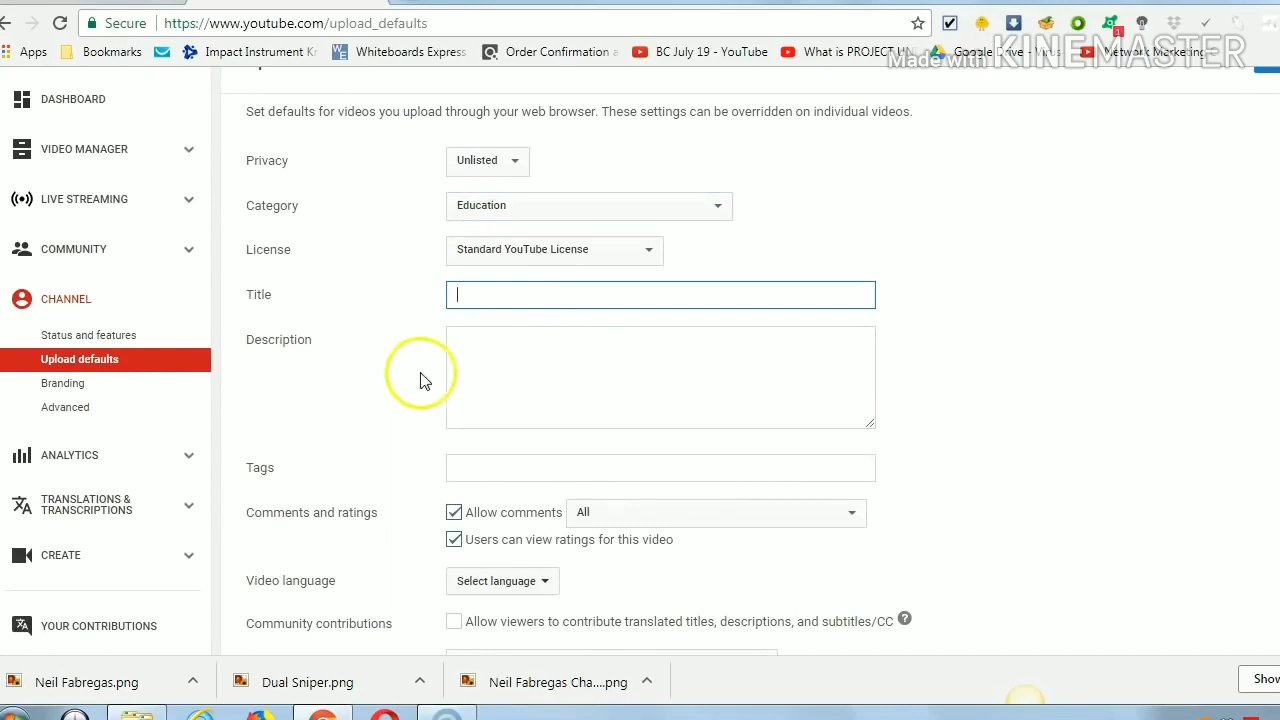 Secure https://www.youtube.com/upload_defaults
1
Apps Bookmarks Impact Instrument Whiteboards Expres Order Confirmation a BC July 19 - YouTube What is PROJECT UN Google Drive - Virus Network Marketing
Made with KINEMASTER
DASHBOARD
VIDEO MANAGER
LIVE STREAMING
COMMUNITY
CHANNEL
Status and features
Upload defaults
Branding
Advanced
ANALYTICS
TRANSLATIONS &
TRANSCRIPTIONS
CREATE
YOUR CONTRIBUTIONS
Set defaults for videos you upload through your web browser. These settings can be overridden on individual videos.
Privacy Unlisted
Category Education
License Standard YouTube License
Title
Description
Tags
Comments and ratings Allow comments All
Users can view ratings for this video
Video language Select language
Community contributions Allow viewers to contribute translated titles, descriptions, and subtitles/CC ?
Neil Fabregas.png Dual Sniper.png Neil Fabregas Cha....png Show